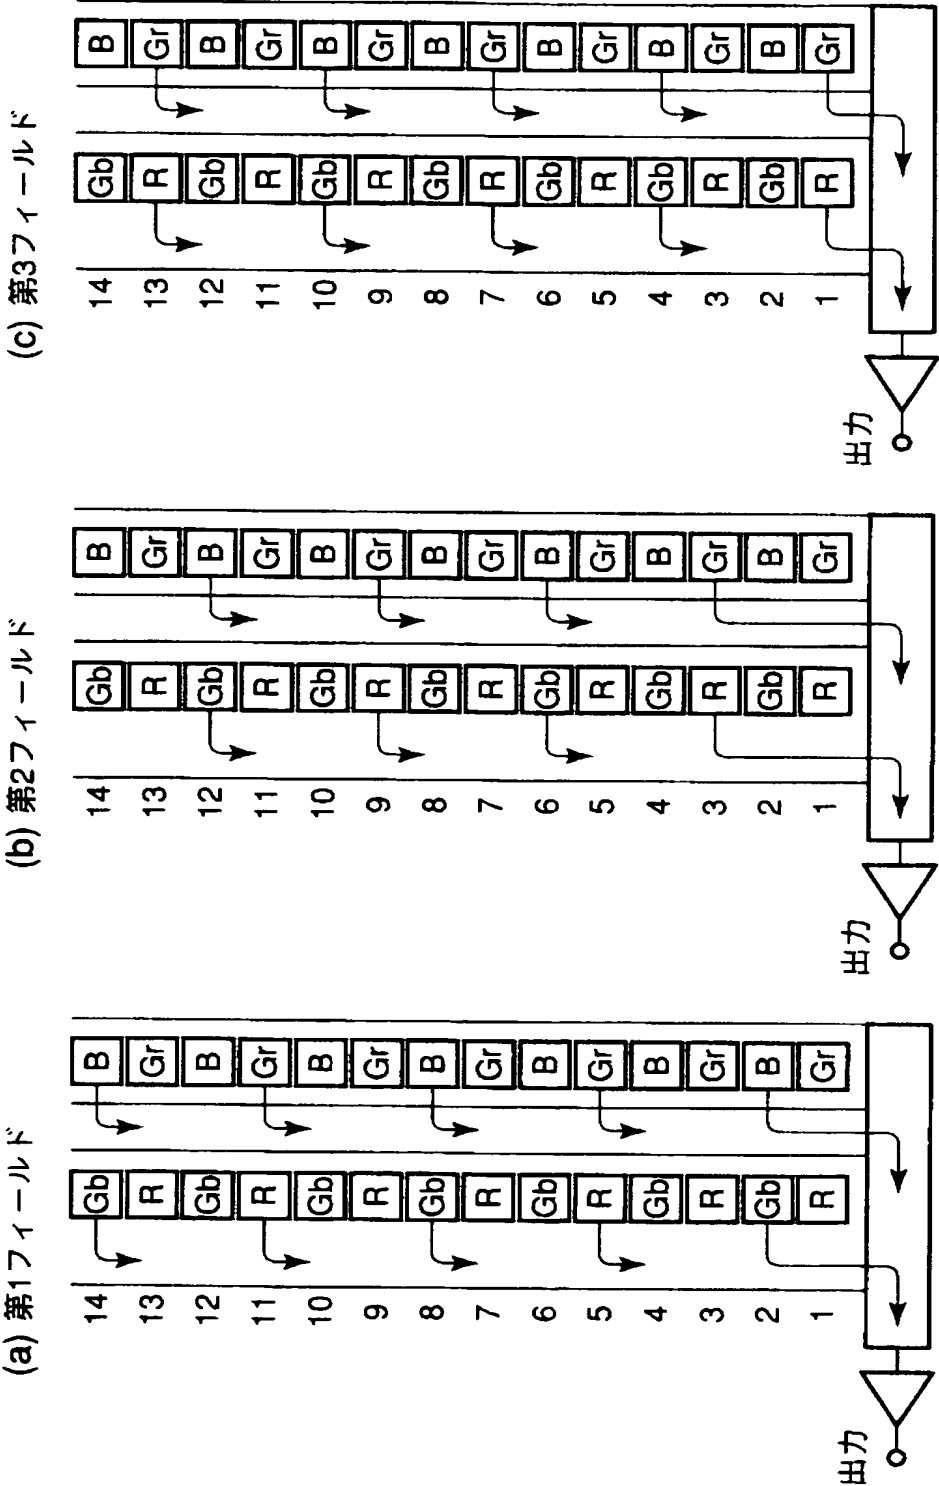 (a) 第1フィールド
14 Gb B
13 R Gr
12 Gb B
11 R Gr
10 Gb B
9 R Gr
8 Gb B
7 R Gr
6 Gb B
5 R Gr
4 Gb B
3 R Gr
2 Gb B
1 R Gr
出力
(b) 第2フィールド
14 Gb B
13 R Gr
12 Gb B
11 R Gr
10 Gb B
9 R Gr
8 Gb B
7 R Gr
6 Gb B
5 R Gr
4 Gb B
3 R Gr
2 Gb B
1 R Gr
出力
(c) 第3フィールド
14 Gb B
13 R Gr
12 Gb B
11 R Gr
10 Gb B
9 R Gr
8 Gb B
7 R Gr
6 Gb B
5 R Gr
4 Gb B
3 R Gr
2 Gb B
1 R Gr
出力